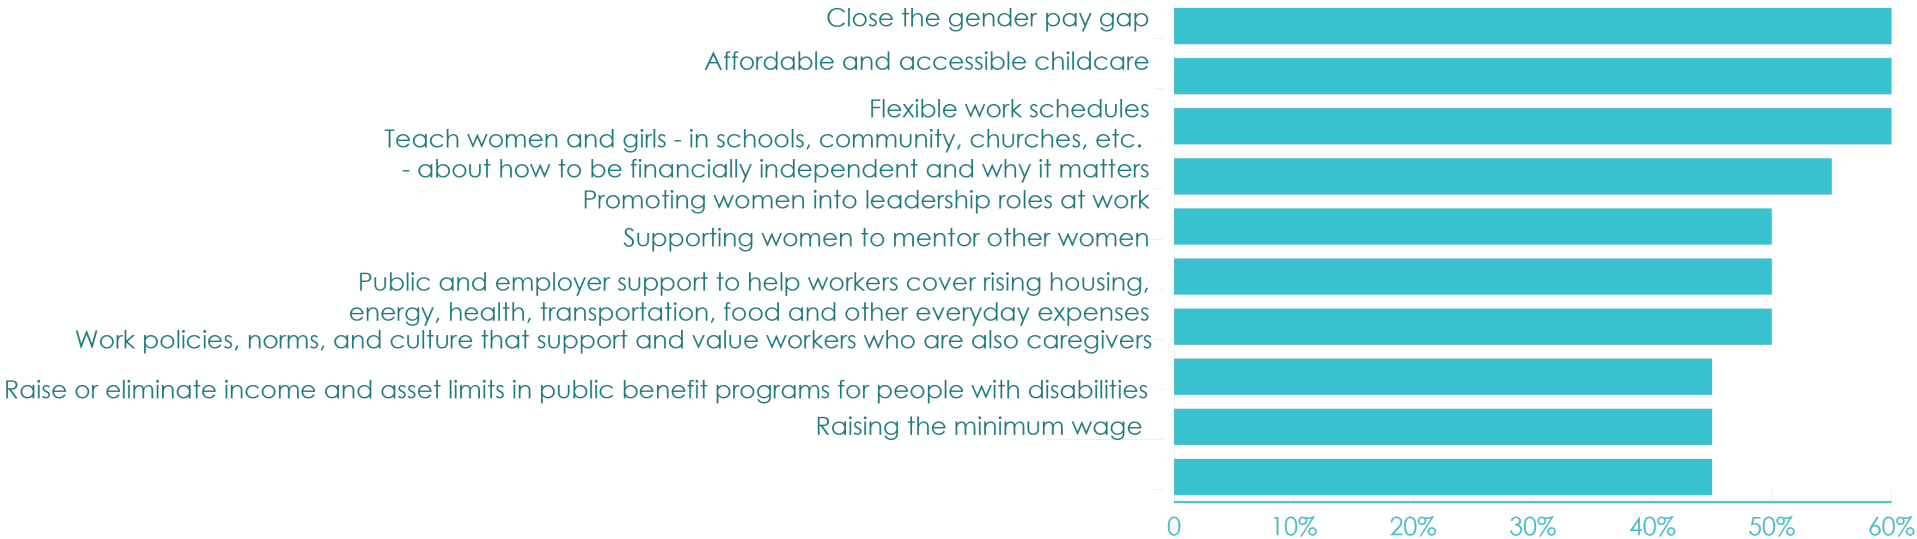 Close the gender pay gap
Affordable and accessible childcare
Flexible work schedules
Teach women and girls - in schools, community, churches, etc.
- about how to be financially independent and why it matters
Promoting women into leadership roles at work
Supporting women to mentor other women
Public and employer support to help workers cover rising housing,
energy, health, transportation, food and other everyday expenses
Work policies, norms, and culture that support and value workers who are also caregivers
Raise or eliminate income and asset limits in public benefit programs for people with disabilities
Raising the minimum wage
0 10% 20% 30% 40% 50% 60%